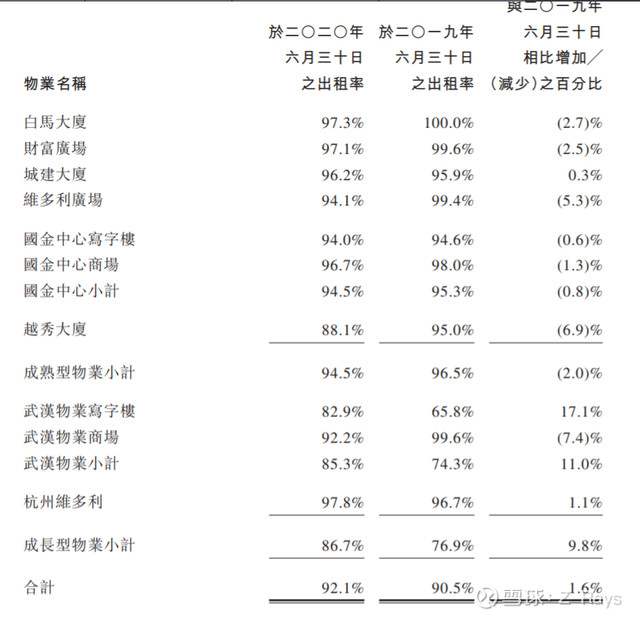 與二〇一九年
於二〇二〇年 於二〇一九年 六月三十日
六月三十日 六月三十日 相比增加／
物業名稱 之出租率 之出租率 （減少）之百分比
白馬大廈 97.3% 100.0% (2.7)%
財富廣場 97.1% 99.6% (2.5)%
城建大廈 96.2% 95.9% 0.3%
維多利廣場 94.1% 99.4% (5.3)%
國金中心寫字樓 94.0% 94.6% (0.6)%
國金中心商場 96.7% 98.0% (1.3)%
國金中心小計 94.5% 95.3% (0.8)%
越秀大廈 88.1% 95.0% (6.9)%
成熟型物業小計 94.5% 96.5% (2.0)%
武漢物業寫字樓 82.9% 65.8% 17.1%
武漢物業商場 92.2% 99.6% (7.4)%
武漢物業小計 85.3% 74.3% 11.0%
杭州維多利 97.8% 96.7% 1.1%
成長型物業小計 86.7% 76.9% 9.8%
合計 92.1% 90.5% 1.6%
雪球：Z